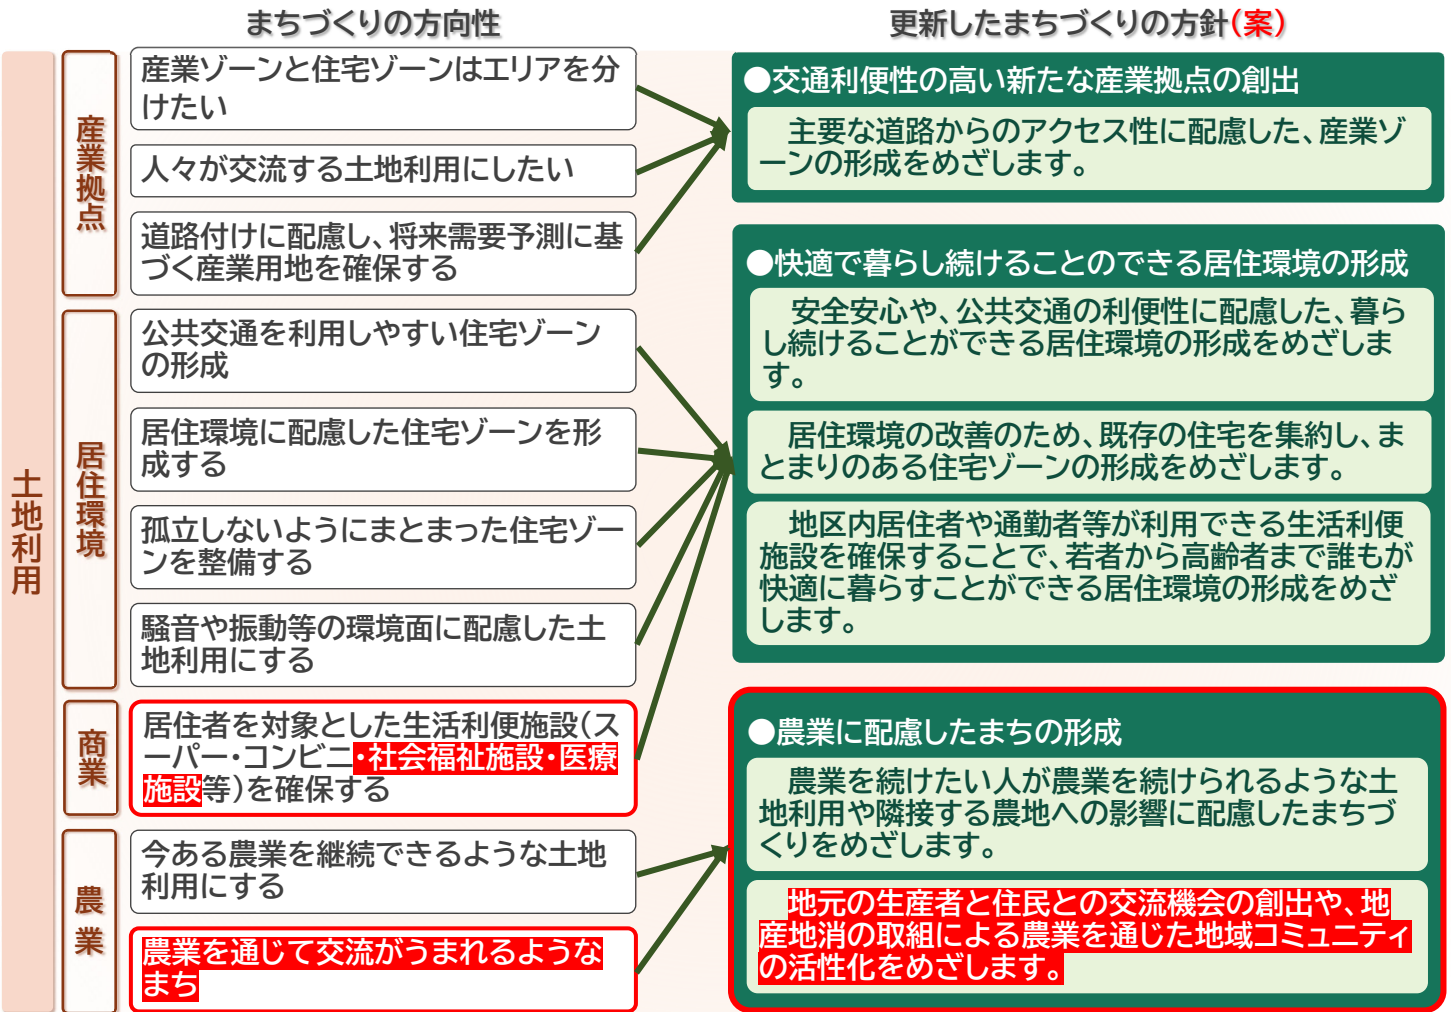 まちづくりの方向性
更新したまちづくりの方針(案)
土地利用
産業拠点
産業ゾーンと住宅ゾーンはエリアを分
けたい
人々が交流する土地利用にしたい
道路付けに配慮し、将来需要予測に基
づく産業用地を確保する
居住環境
公共交通を利用しやすい住宅ゾーン
の形成
居住環境に配慮した住宅ゾーンを形
成する
孤立しないようにまとまった住宅ゾー
ンを整備する
騒音や振動等の環境面に配慮した土
地利用にする
商業
居住者を対象とした生活利便施設(ス
ーパー・コンビニ・社会福祉施設・医療
施設等)を確保する
農業
今ある農業を継続できるような土地
利用にする
農業を通じて交流がうまれるような
まち
●交通利便性の高い新たな産業拠点の創出
主要な道路からのアクセス性に配慮した、産業ゾ
ーンの形成をめざします。
●快適で暮らし続けることのできる居住環境の形成
安全安心や、公共交通の利便性に配慮した、暮ら
し続けることができる居住環境の形成をめざしま
す。
居住環境の改善のため、既存の住宅を集約し、ま
とまりのある住宅ゾーンの形成をめざします。
地区内居住者や通勤者等が利用できる生活利便
施設を確保することで、若者から高齢者まで誰もが
快適に暮らすことができる居住環境の形成をめざ
します。
●農業に配慮したまちの形成
農業を続けたい人が農業を続けられるような土
地利用や隣接する農地への影響に配慮したまちづ
くりをめざします。
地元の生産者と住民との交流機会の創出や、地
産地消の取組による農業を通じた地域コミュニティ
の活性化をめざします。